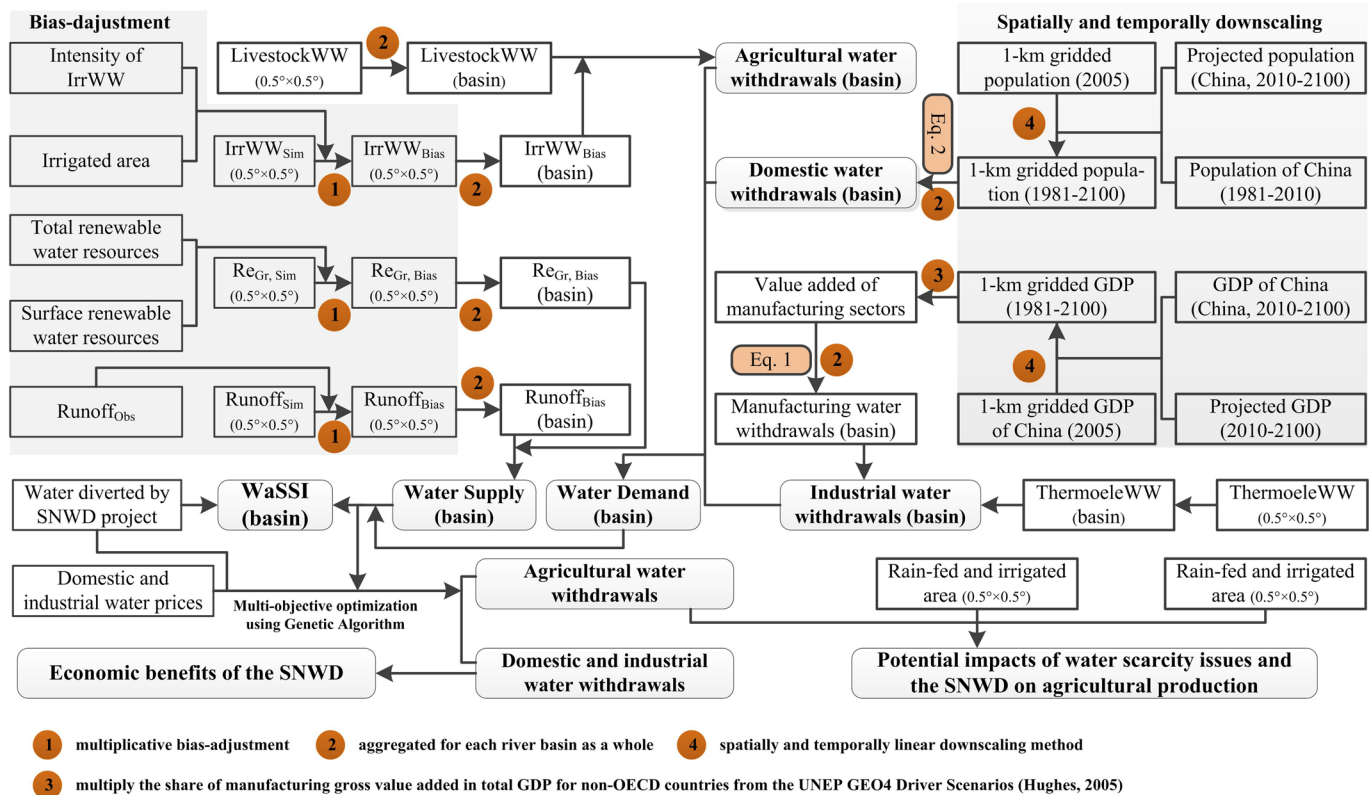 Bias-dajustment
Intensity of
IrrWW
Irrigated area
Total renewable
water resources
Surface renewable
water resources
Runoff_Obs
LivestockWW
(0.5°×0.5°)
2
LivestockWW
(basin)
IrrWW_Sim
(0.5°×0.5°)
1
IrrWW_Bias
(0.5°×0.5°)
2
IrrWW_Bias
(basin)
Re_Gr, Sim
(0.5°×0.5°)
1
Re_Gr, Bias
(0.5°×0.5°)
2
Re_Gr, Bias
(basin)
Runoff_Sim
(0.5°×0.5°)
1
Runoff_Bias
(0.5°×0.5°)
2
Runoff_Bias
(basin)
Agricultural water
withdrawals (basin)
Domestic water
withdrawals (basin)
Eq. 2
2
Value added of
manufacturing sectors
3
Eq. 1
2
Manufacturing water
withdrawals (basin)
Spatially and temporally downscaling
1-km gridded
population (2005)
Projected population
(China, 2010-2100)
4
1-km gridded popula-
tion (1981-2100)
Population of China
(1981-2010)
1-km gridded GDP
(1981-2100)
GDP of China
(China, 2010-2100)
4
1-km gridded GDP
of China (2005)
Projected GDP
(2010-2100)
Water diverted by
SNWD project
WaSSI
(basin)
Water Supply
(basin)
Water Demand
(basin)
Industrial water
withdrawals (basin)
ThermoeleWW
(basin)
ThermoeleWW
(0.5°×0.5°)
Domestic and
industrial water prices
Multi-objective optimization
using Genetic Algorithm
Agricultural water
withdrawals
Rain-fed and irrigated
area (0.5°×0.5°)
Rain-fed and irrigated
area (0.5°×0.5°)
Economic benefits of the SNWD
Domestic and industrial
water withdrawals
Potential impacts of water scarcity issues and
the SNWD on agricultural production
1 multiplicative bias-adjustment
2 aggregated for each river basin as a whole
4 spatially and temporally linear downscaling method
3 multiply the share of manufacturing gross value added in total GDP for non-OECD countries from the UNEP GEO4 Driver Scenarios (Hughes, 2005)